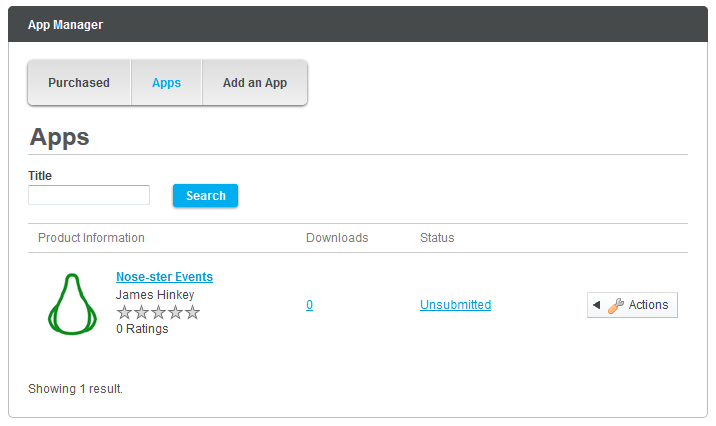 App Manager
Purchased Apps Add an App
Apps
Title
Search
Product Information Downloads Status
Nose-ster Events
James Hinkey
0 Unsubmitted Actions
0 Ratings
Showing 1 result.